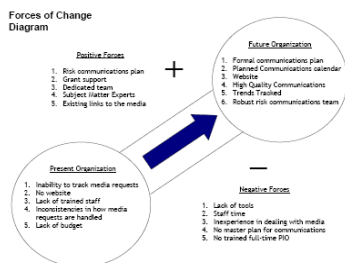 Forces of Change
Diagram
Positive Forces
1. Risk communications plan
2. Grant support
3. Dedicated team
4. Subject Matter Experts
5. Existing links to the media
+
Future Organization
1. Formal communications plan
2. Planned Communications calendar
3. Website
4. High Quality Communications
5. Trends Tracked
6. Robust risk communications team
Present Organization
1. Inability to track media requests
2. No website
3. Lack of trained staff
4. Inconsistencies in how media
requests are handled
5. Lack of budget
–
Negative Forces
1. Lack of tools
2. Staff time
3. Inexperience in dealing with media
4. No master plan for communications
5. No trained full-time PIO